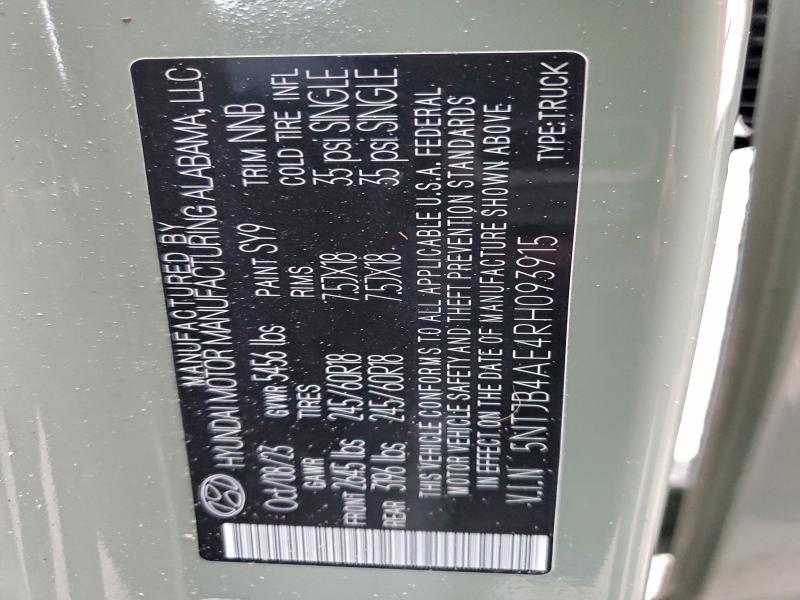 MANUFACTURED BY
HYUNDAI MOTOR MANUFACTURING ALABAMA, LLC
Oct/18/23 GVWR 5456 lbs PAINT SY9 TRIM NNB
GAWR TIRES RIMS COLD TIRE INFL
FRONT 2645 lbs 245/60R18 7.5JX18 35 psi SINGLE
REAR 3196 lbs 245/60R18 7.5JX18 35 psi SINGLE
THIS VEHICLE CONFORMS TO ALL APPLICABLE U.S.A. FEDERAL
MOTOR VEHICLE SAFETY AND THEFT PREVENTION STANDARDS
IN EFFECT ON THE DATE OF MANUFACTURE SHOWN ABOVE
V.I.N 5NTJB4AE4RH093915 TYPE:TRUCK